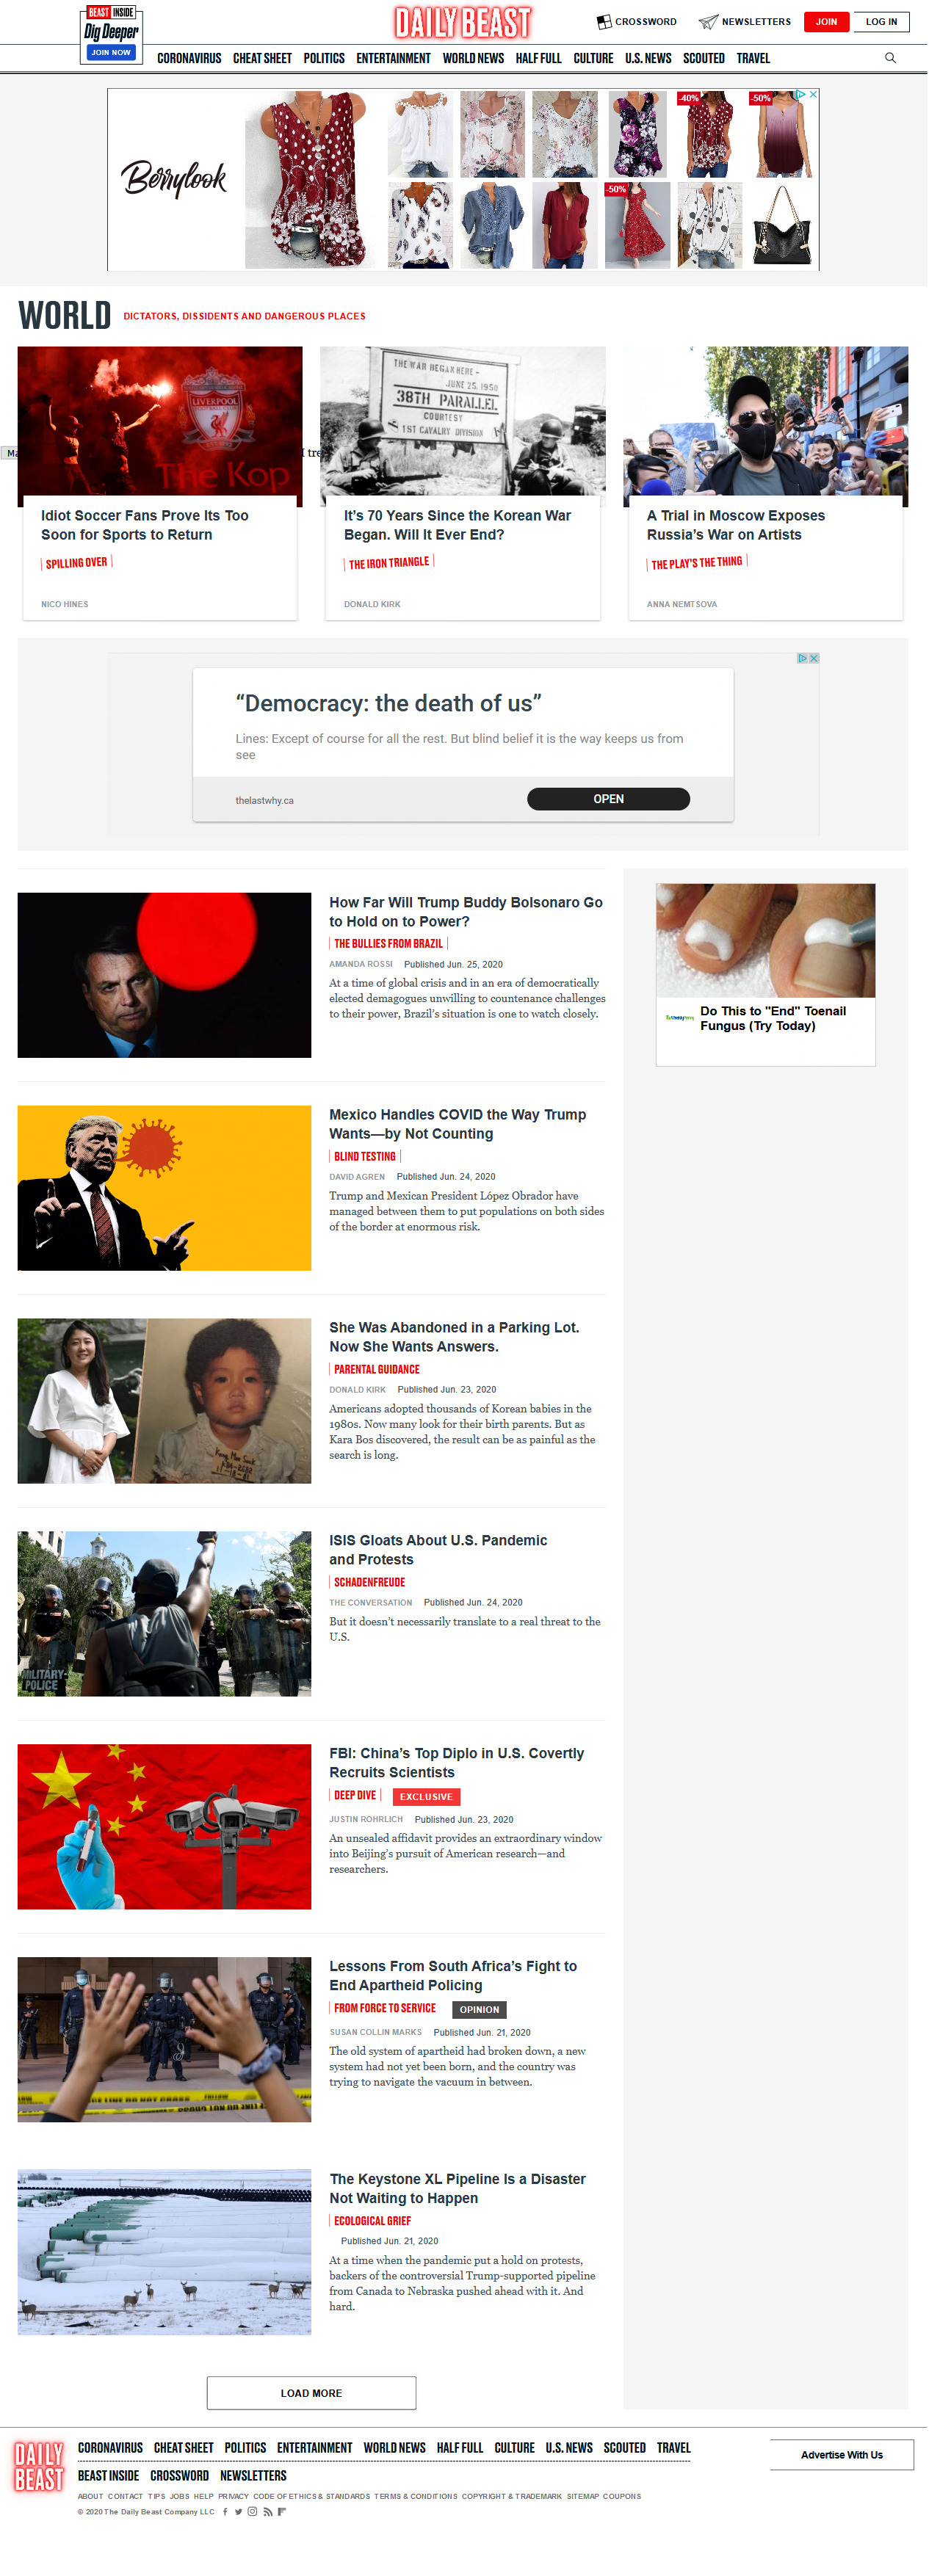 BEAST INSIDE
Dig Deeper
JOIN NOW
DAILY BEAST
CROSSWORD
NEWSLETTERS
JOIN
LOG IN
CORONAVIRUS CHEAT SHEET POLITICS ENTERTAINMENT WORLD NEWS HALF FULL CULTURE U.S. NEWS SCOUTED TRAVEL
Berrylook
-40%
-50%
-50%
WORLD
DICTATORS, DISSIDENTS AND DANGEROUS PLACES
LIVERPOOL
The Kop
THE WAR BEGAN HERE -
JUNE 25, 1950
38TH PARALLEL
COURTESY
1ST CAVALRY DIVISION
Idiot Soccer Fans Prove Its Too
Soon for Sports to Return
SPILLING OVER
NICO HINES
It’s 70 Years Since the Korean War
Began. Will It Ever End?
THE IRON TRIANGLE
DONALD KIRK
A Trial in Moscow Exposes
Russia’s War on Artists
THE PLAY’S THE THING
ANNA NEMTSOVA
“Democracy: the death of us”
Lines: Except of course for all the rest. But blind belief it is the way keeps us from
see
thelastwhy.ca
OPEN
How Far Will Trump Buddy Bolsonaro Go
to Hold on to Power?
THE BULLIES FROM BRAZIL
AMANDA ROSSI Published Jun. 25, 2020
At a time of global crisis and in an era of democratically
elected demagogues unwilling to countenance challenges
to their power, Brazil’s situation is one to watch closely.
Do This to "End" Toenail
Fungus (Try Today)
Mexico Handles COVID the Way Trump
Wants—by Not Counting
BLIND TESTING
DAVID AGREN Published Jun. 24, 2020
Trump and Mexican President López Obrador have
managed between them to put populations on both sides
of the border at enormous risk.
She Was Abandoned in a Parking Lot.
Now She Wants Answers.
PARENTAL GUIDANCE
DONALD KIRK Published Jun. 23, 2020
Americans adopted thousands of Korean babies in the
1980s. Now many look for their birth parents. But as
Kara Bos discovered, the result can be as painful as the
search is long.
ISIS Gloats About U.S. Pandemic
and Protests
SCHADENFREUDE
THE CONVERSATION Published Jun. 24, 2020
But it doesn’t necessarily translate to a real threat to the
U.S.
MILITARY-
POLICE
FBI: China’s Top Diplo in U.S. Covertly
Recruits Scientists
DEEP DIVE EXCLUSIVE
JUSTIN ROHRLICH Published Jun. 23, 2020
An unsealed affidavit provides an extraordinary window
into Beijing’s pursuit of American research—and
researchers.
Lessons From South Africa’s Fight to
End Apartheid Policing
FROM FORCE TO SERVICE OPINION
SUSAN COLLIN MARKS Published Jun. 21, 2020
The old system of apartheid had broken down, a new
system had not yet been born, and the country was
trying to navigate the vacuum in between.
The Keystone XL Pipeline Is a Disaster
Not Waiting to Happen
ECOLOGICAL GRIEF
Published Jun. 21, 2020
At a time when the pandemic put a hold on protests,
backers of the controversial Trump-supported pipeline
from Canada to Nebraska pushed ahead with it. And
hard.
LOAD MORE
DAILY
BEAST
CORONAVIRUS CHEAT SHEET POLITICS ENTERTAINMENT WORLD NEWS HALF FULL CULTURE U.S. NEWS SCOUTED TRAVEL
BEAST INSIDE CROSSWORD NEWSLETTERS
Advertise With Us
ABOUT CONTACT TIPS JOBS HELP PRIVACY CODE OF ETHICS & STANDARDS TERMS & CONDITIONS COPYRIGHT & TRADEMARK SITEMAP COUPONS
© 2020 The Daily Beast Company LLC